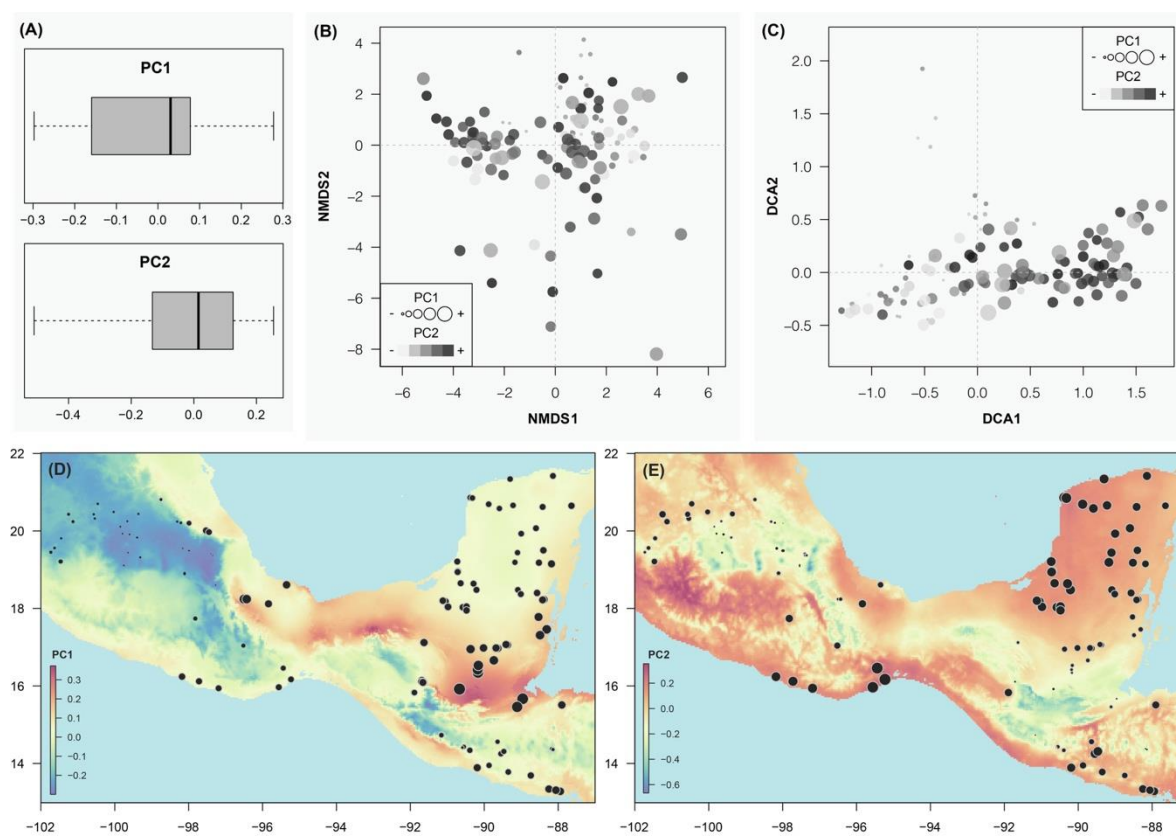 (A)
PC1
−0.3 −0.2 −0.1 0.0 0.1 0.2 0.3
PC2
−0.4 −0.2 0.0 0.2
(B)
NMDS2
4
2
0
−2
−4
−6
−8
PC1
- +
PC2
- +
−6 −4 −2 0 2 4 6
NMDS1
(C)
DCA2
2.0
1.5
1.0
0.5
0.0
−0.5
PC1
- +
PC2
- +
−1.0 −0.5 0.0 0.5 1.0 1.5
DCA1
(D)
22
20
18
16
14
PC1
0.3
0.2
0.1
0.0
−0.1
−0.2
−102 −100 −98 −96 −94 −92 −90 −88
(E)
22
20
18
16
14
PC2
0.2
0.0
−0.2
−0.4
−0.6
−102 −100 −98 −96 −94 −92 −90 −88